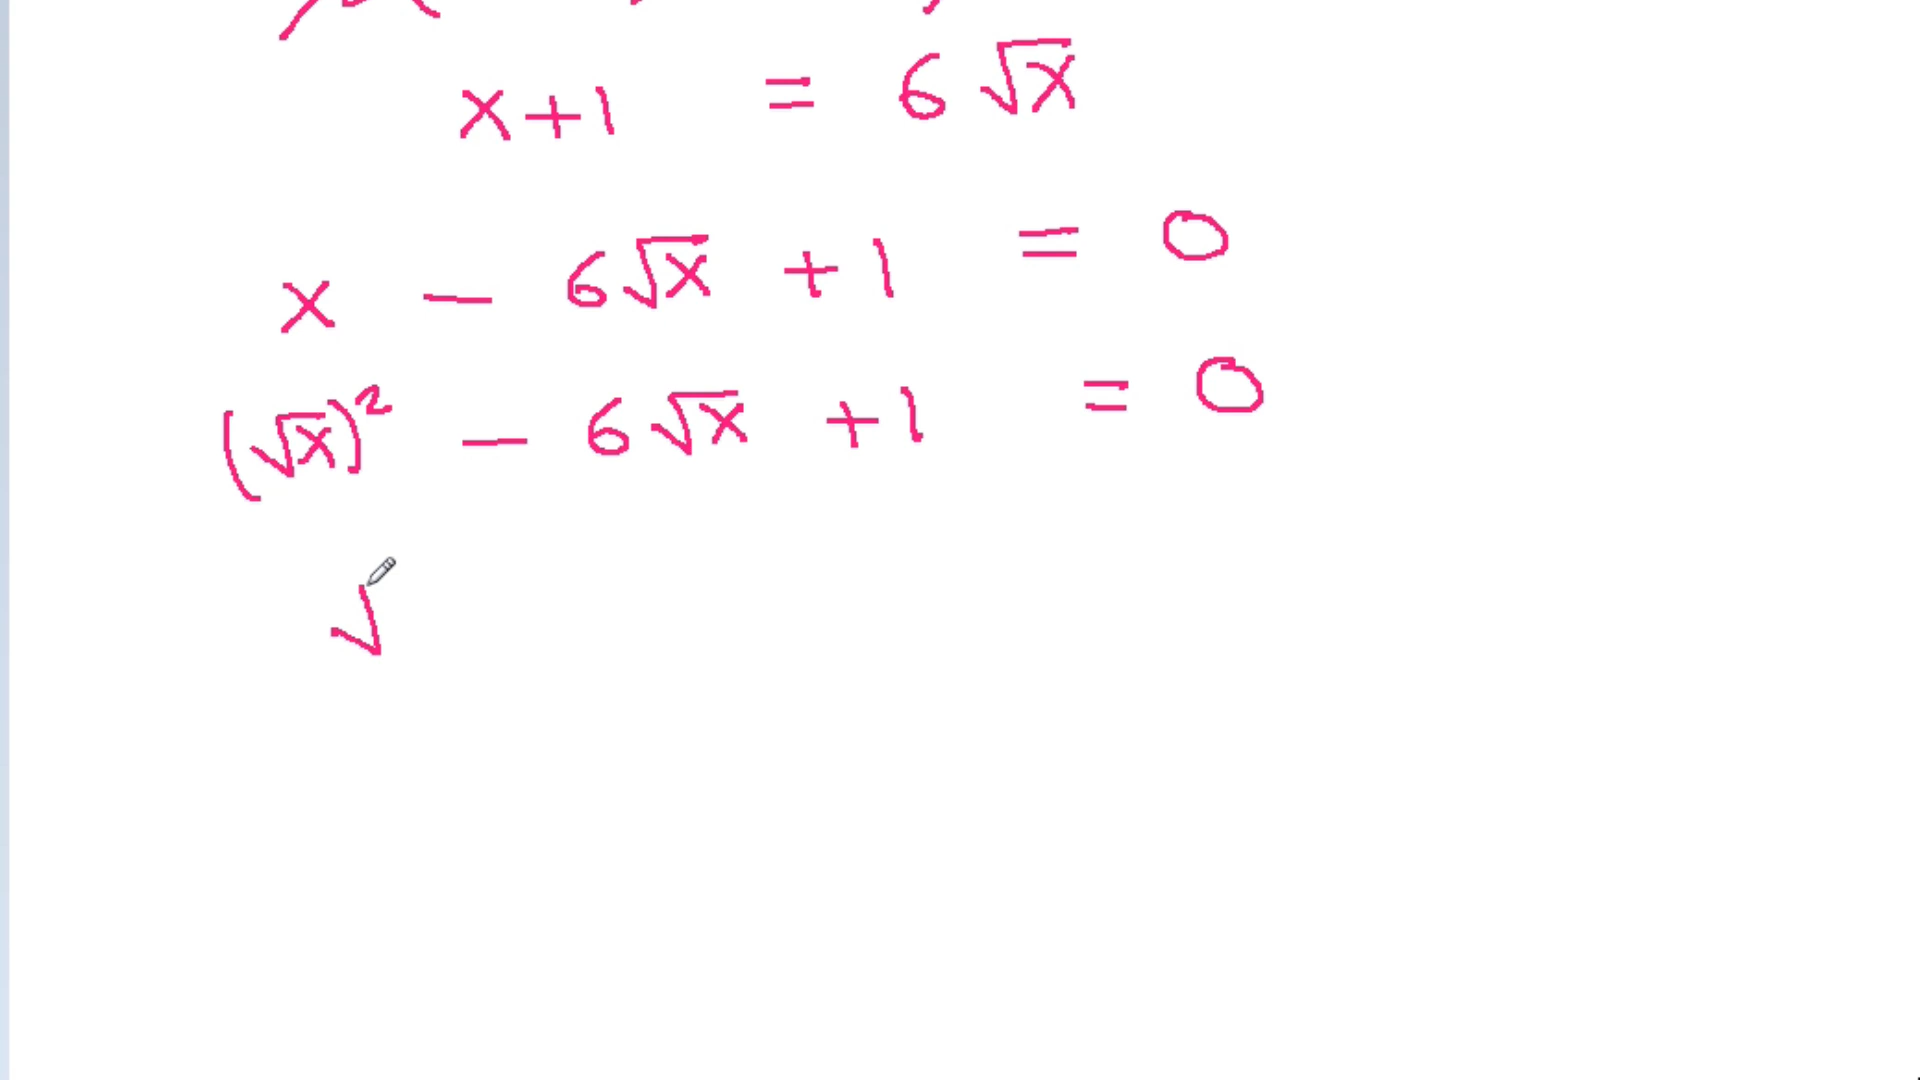 x+1 = 6√x
x - 6√x +1 = 0
(√x)² - 6√x +1 = 0
√